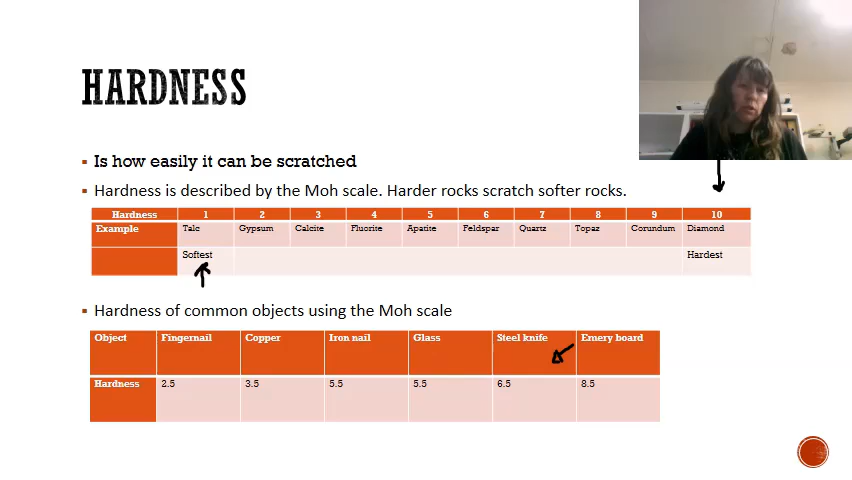 HARDNESS
Is how easily it can be scratched
Hardness is described by the Moh scale. Harder rocks scratch softer rocks.
Hardness 1 2 3 4 5 6 7 8 9 10
Example Talc Gypsum Calcite Fluorite Apatite Feldspar Quartz Topaz Corundum Diamond
Softest Hardest
Hardness of common objects using the Moh scale
Object Fingernail Copper Iron nail Glass Steel knife Emery board
Hardness 2.5 3.5 5.5 5.5 6.5 8.5